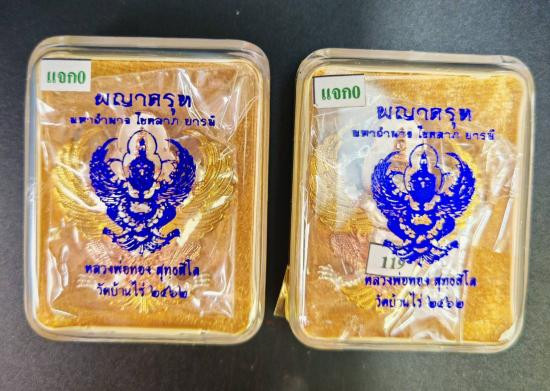 แจก0
พญาครุฑ
มหาอำนาจ โชคลาภ บารมี
หลวงพ่อทอง สุทธสีโล
วัดบ้านไร่ ๒๕๖๒
แจก0
พญาครุฑ
มหาอำนาจ โชคลาภ บารมี
หลวงพ่อทอง สุทธสีโล
วัดบ้านไร่ ๒๕๖๒